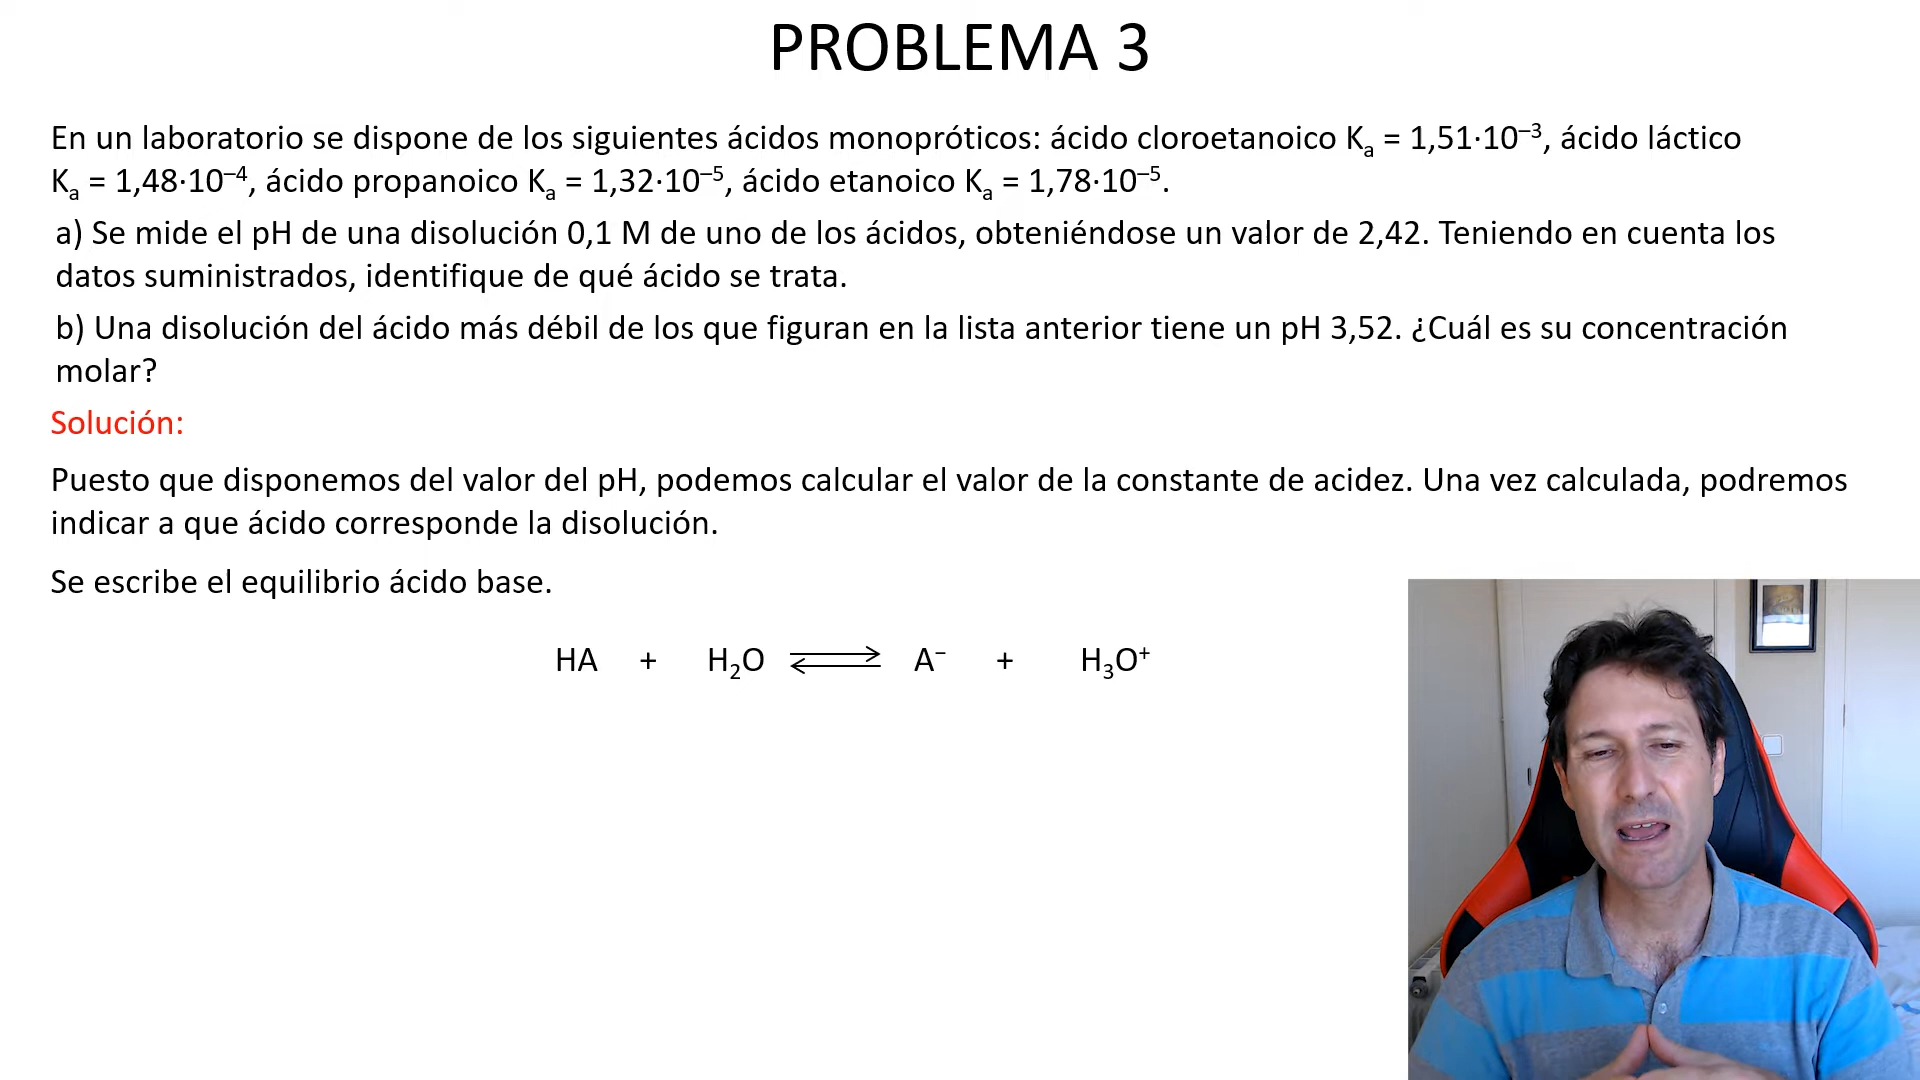 PROBLEMA 3
En un laboratorio se dispone de los siguientes ácidos monopróticos: ácido cloroetanoico Kₐ = 1,51·10⁻³, ácido láctico
Kₐ = 1,48·10⁻⁴, ácido propanoico Kₐ = 1,32·10⁻⁵, ácido etanoico Kₐ = 1,78·10⁻⁵.
a) Se mide el pH de una disolución 0,1 M de uno de los ácidos, obteniéndose un valor de 2,42. Teniendo en cuenta los
datos suministrados, identifique de qué ácido se trata.
b) Una disolución del ácido más débil de los que figuran en la lista anterior tiene un pH 3,52. ¿Cuál es su concentración
molar?
Solución:
Puesto que disponemos del valor del pH, podemos calcular el valor de la constante de acidez. Una vez calculada, podremos
indicar a que ácido corresponde la disolución.
Se escribe el equilibrio ácido base.
HA + H₂O ⇌ A⁻ + H₃O⁺